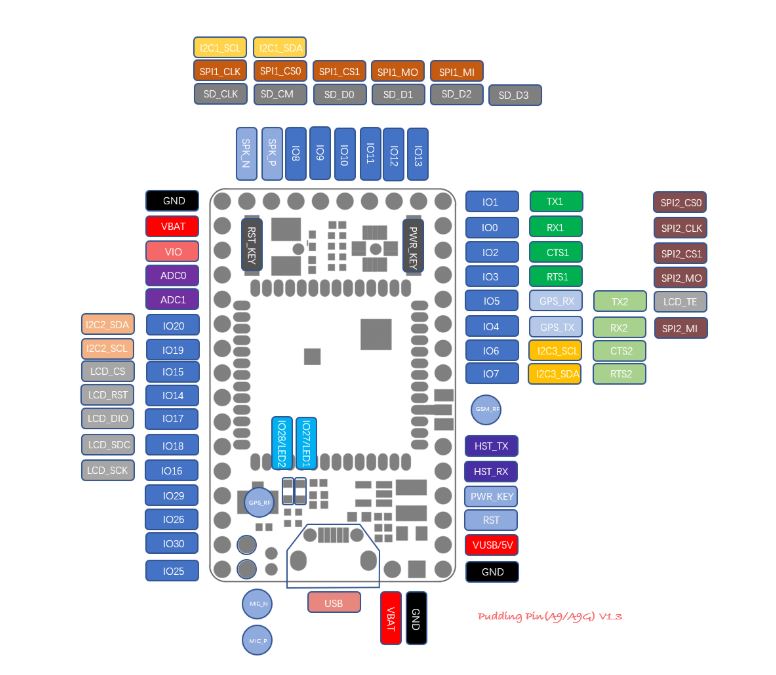 I2C1_SCL I2C1_SDA
SPI1_CLK SPI1_CS0 SPI1_CS1 SPI1_MO SPI1_MI
SD_CLK SD_CM SD_D0 SD_D1 SD_D2 SD_D3
SPK_N SPK_P IO8 IO9 IO10 IO11 IO12 IO13
GND IO1 TX1 SPI2_CS0
VBAT IO0 RX1 SPI2_CLK
RST_KEY PWR_KEY
VIO IO2 CTS1 SPI2_CS1
ADC0 IO3 RTS1 SPI2_MO
ADC1 IO5 GPS_RX TX2 LCD_TE
I2C2_SDA IO20 IO4 GPS_TX RX2 SPI2_MI
I2C2_SCL IO19 IO6 I2C3_SCL CTS2
LCD_CS IO15 IO7 I2C3_SDA RTS2
LCD_RST IO14
GSM_RF
LCD_DIO IO17
LCD_SDC IO18 IO28/LED2 IO27/LED1 HST_TX
LCD_SCK IO16 HST_RX
IO29 GPS_RF PWR_KEY
IO26 RST
IO30 VUSB/5V
IO25 GND
MIC_N USB VBAT GND
Pudding Pin(A9/A9G) V1.3
MIC_P